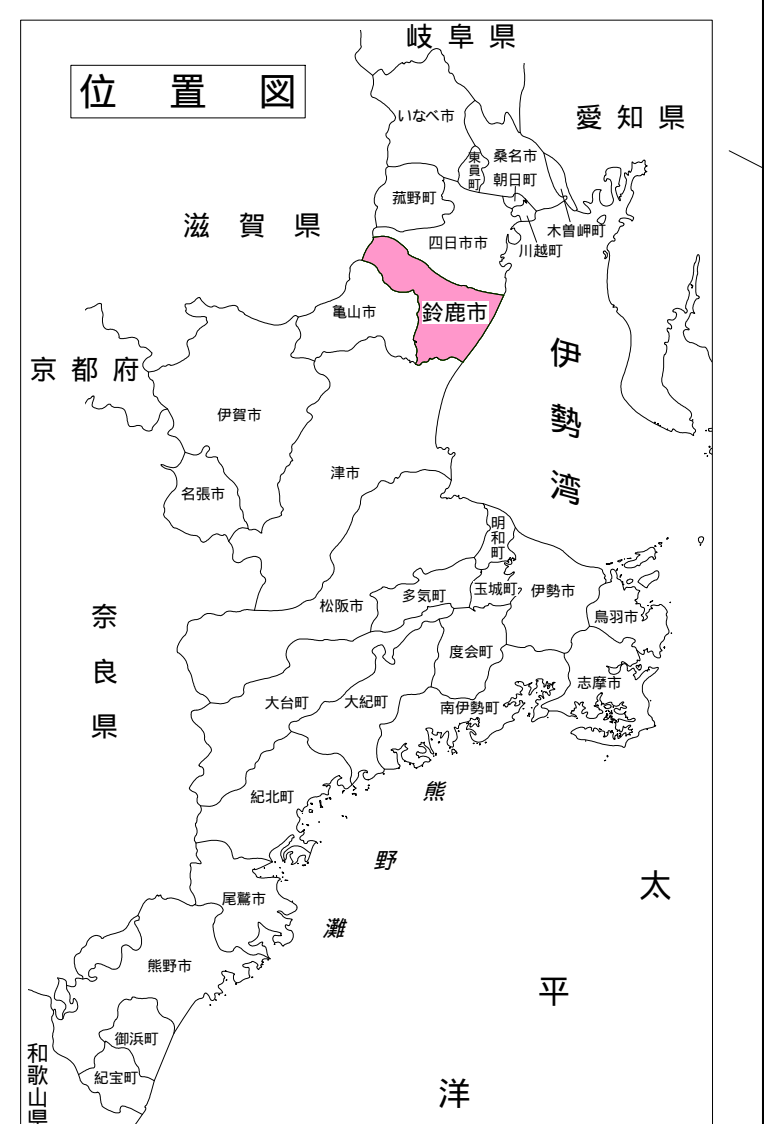 岐阜県
位置図
いなべ市
愛知県
東員町
桑名市
朝日町
菰野町
滋賀県
木曽岬町
四日市市
川越町
亀山市
鈴鹿市
伊勢湾
京都府
伊賀市
津市
名張市
明和町
多気町
玉城町
伊勢市
松阪市
鳥羽市
奈良県
度会町
志摩市
大台町
大紀町
南伊勢町
紀北町
熊野灘
太平洋
尾鷲市
熊野市
御浜町
紀宝町
和歌山県